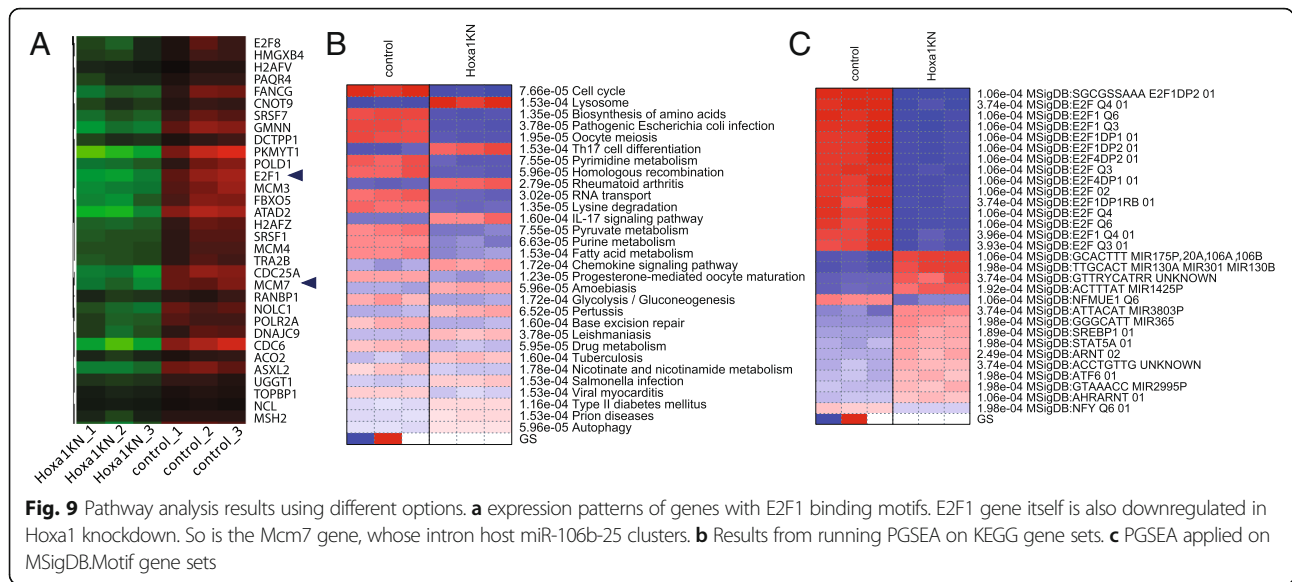 A
E2F8
HMGXB4
H2AFV
PAQR4
FANCG
CNOT9
SRSF7
GMNN
DCTPP1
PKMYT1
POLD1
E2F1
MCM3
FBXO5
ATAD2
H2AFZ
SRSF1
MCM4
TRA2B
CDC25A
MCM7
RANBP1
NOLC1
POLR2A
DNAJC9
CDC6
ACO2
ASXL2
UGGT1
TOPBP1
NCL
MSH2
Hoxa1KN_1
Hoxa1KN_2
Hoxa1KN_3
control_1
control_2
control_3
B
control
Hoxa1KN
7.66e-05 Cell cycle
1.53e-04 Lysosome
1.35e-05 Biosynthesis of amino acids
3.78e-05 Pathogenic Escherichia coli infection
1.95e-05 Oocyte meiosis
1.53e-04 Th17 cell differentiation
7.55e-05 Pyrimidine metabolism
5.96e-05 Homologous recombination
2.79e-05 Rheumatoid arthritis
3.02e-05 RNA transport
1.35e-05 Lysine degradation
1.60e-04 IL-17 signaling pathway
7.55e-05 Pyruvate metabolism
6.63e-05 Purine metabolism
1.53e-04 Fatty acid metabolism
1.72e-04 Chemokine signaling pathway
1.23e-05 Progesterone-mediated oocyte maturation
5.96e-05 Amoebiasis
1.72e-04 Glycolysis / Gluconeogenesis
6.52e-05 Pertussis
1.60e-04 Base excision repair
3.78e-05 Leishmaniasis
5.95e-05 Drug metabolism
1.60e-04 Tuberculosis
1.78e-04 Nicotinate and nicotinamide metabolism
1.53e-04 Salmonella infection
1.53e-04 Viral myocarditis
1.16e-04 Type II diabetes mellitus
1.53e-04 Prion diseases
5.96e-05 Autophagy
GS
C
control
Hoxa1KN
1.06e-04 MSigDB:SGCGSSAAA E2F1DP2 01
3.74e-04 MSigDB:E2F Q4 01
1.06e-04 MSigDB:E2F1 Q6
1.06e-04 MSigDB:E2F1 Q3
1.06e-04 MSigDB:E2F1DP1 01
1.06e-04 MSigDB:E2F1DP2 01
1.06e-04 MSigDB:E2F4DP2 01
1.06e-04 MSigDB:E2F Q3
1.06e-04 MSigDB:E2F4DP1 01
1.06e-04 MSigDB:E2F 02
3.74e-04 MSigDB:E2F1DP1RB 01
1.06e-04 MSigDB:E2F Q4
1.06e-04 MSigDB:E2F Q6
3.96e-04 MSigDB:E2F1 Q4 01
3.93e-04 MSigDB:E2F Q3 01
1.06e-04 MSigDB:GCACTTT MIR175P,20A,106A,106B
1.98e-04 MSigDB:TTGCACT MIR130A MIR301 MIR130B
3.74e-04 MSigDB:GTTRYCATRR UNKNOWN
1.92e-04 MSigDB:ACTTTAT MIR1425P
1.06e-04 MSigDB:NFMUE1 Q6
3.74e-04 MSigDB:ATTACAT MIR3803P
1.98e-04 MSigDB:GGGCATT MIR365
1.89e-04 MSigDB:SREBP1 01
1.98e-04 MSigDB:STAT5A 01
2.49e-04 MSigDB:ARNT 02
3.74e-04 MSigDB:ACCTGTTG UNKNOWN
1.98e-04 MSigDB:ATF6 01
1.98e-04 MSigDB:GTAAACC MIR2995P
1.06e-04 MSigDB:AHRARNT 01
1.98e-04 MSigDB:NFY Q6 01
GS
Fig. 9 Pathway analysis results using different options. a expression patterns of genes with E2F1 binding motifs. E2F1 gene itself is also downregulated in
Hoxa1 knockdown. So is the Mcm7 gene, whose intron host miR-106b-25 clusters. b Results from running PGSEA on KEGG gene sets. c PGSEA applied on
MSigDB.Motif gene sets